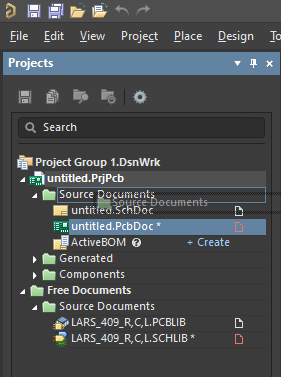 File Edit View Project Place Design To
Projects
Search
Project Group 1.DsnWrk
untitled.PrjPcb
Source Documents
Source Documents
untitled.SchDoc
untitled.PcbDoc *
ActiveBOM ? + Create
Generated
Components
Free Documents
Source Documents
LARS_409_R,C,L.PCBLIB
LARS_409_R,C,L.SCHLIB *